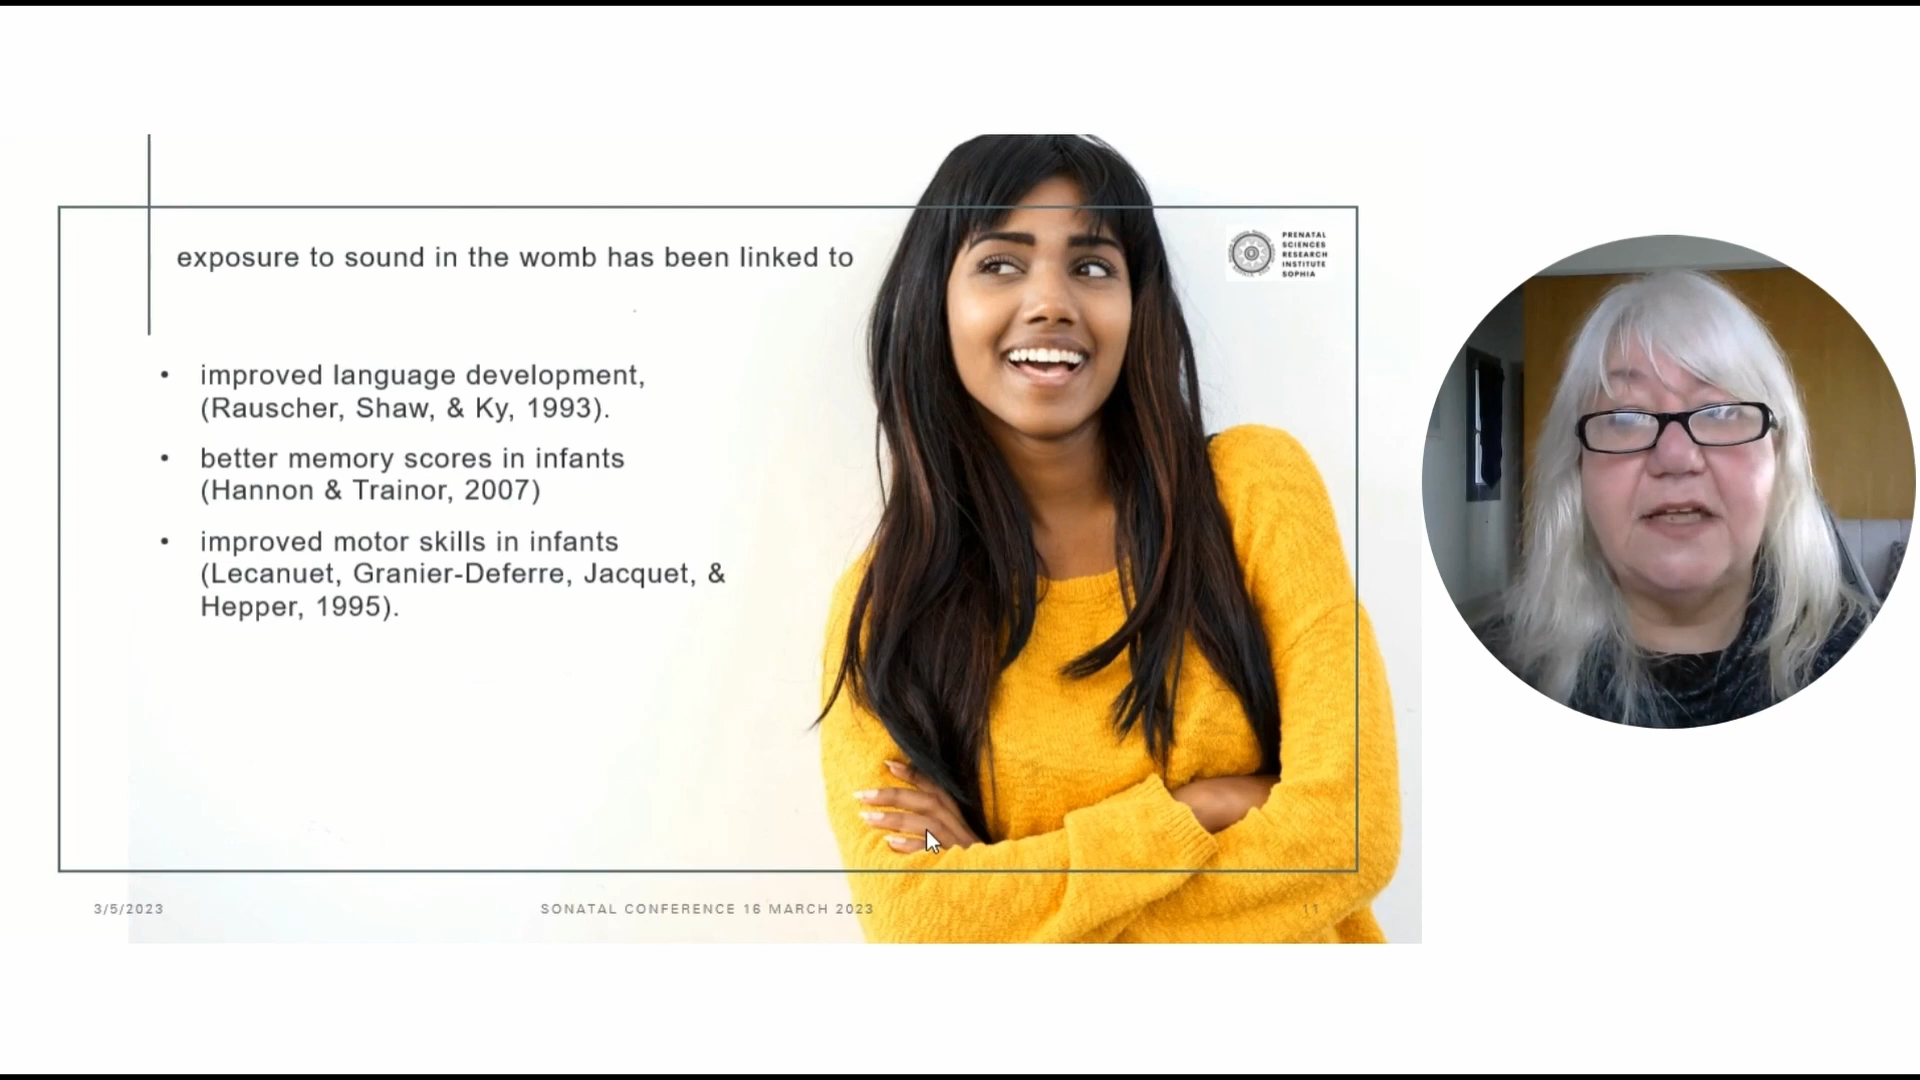 exposure to sound in the womb has been linked to
PRENATAL
SCIENCES
RESEARCH
INSTITUTE
SOPHIA
• improved language development,
(Rauscher, Shaw, & Ky, 1993).
• better memory scores in infants
(Hannon & Trainor, 2007)
• improved motor skills in infants
(Lecanuet, Granier-Deferre, Jacquet, &
Hepper, 1995).
3/5/2023
SONATAL CONFERENCE 16 MARCH 2023
11